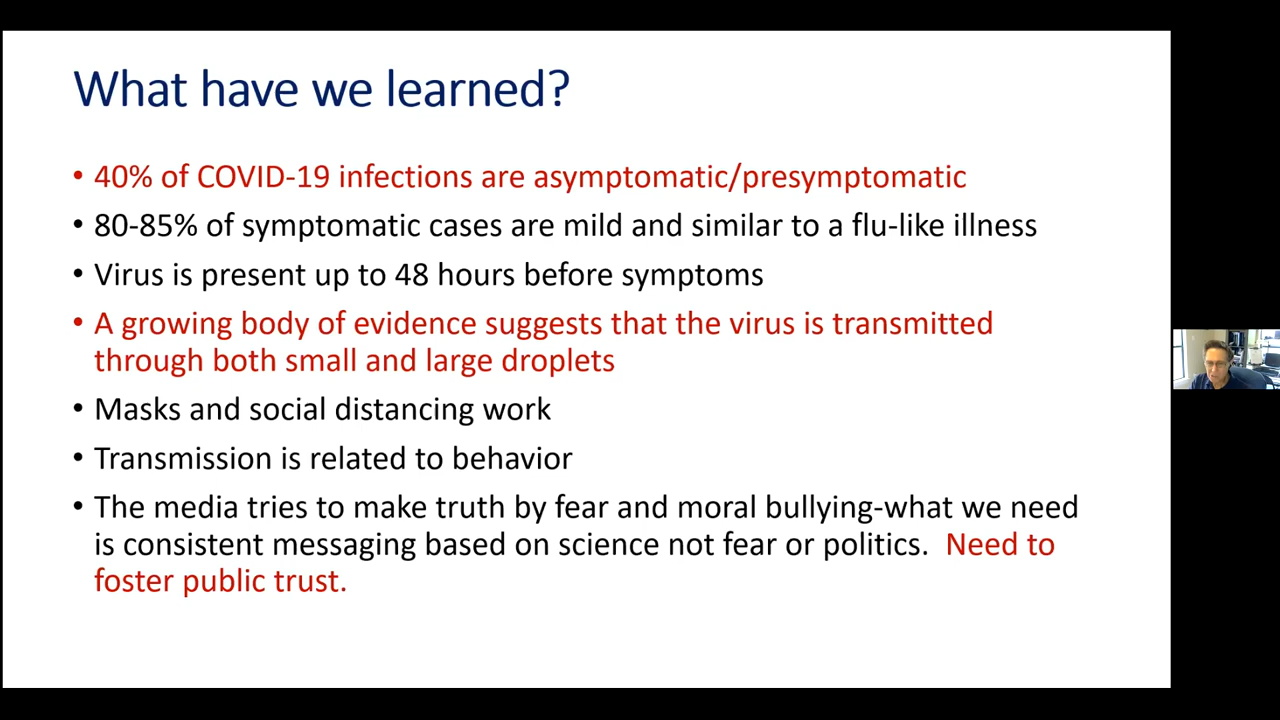 What have we learned?
• 40% of COVID-19 infections are asymptomatic/presymptomatic
• 80-85% of symptomatic cases are mild and similar to a flu-like illness
• Virus is present up to 48 hours before symptoms
• A growing body of evidence suggests that the virus is transmitted
through both small and large droplets
• Masks and social distancing work
• Transmission is related to behavior
• The media tries to make truth by fear and moral bullying-what we need
is consistent messaging based on science not fear or politics. Need to
foster public trust.